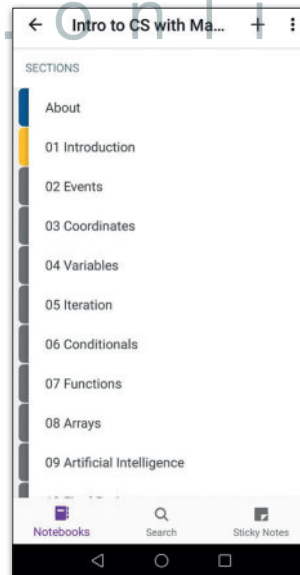 . o n l i
Intro to CS with Ma...
SECTIONS
About
01 Introduction
02 Events
03 Coordinates
04 Variables
05 Iteration
06 Conditionals
07 Functions
08 Arrays
09 Artificial Intelligence
Notebooks
Search
Sticky Notes